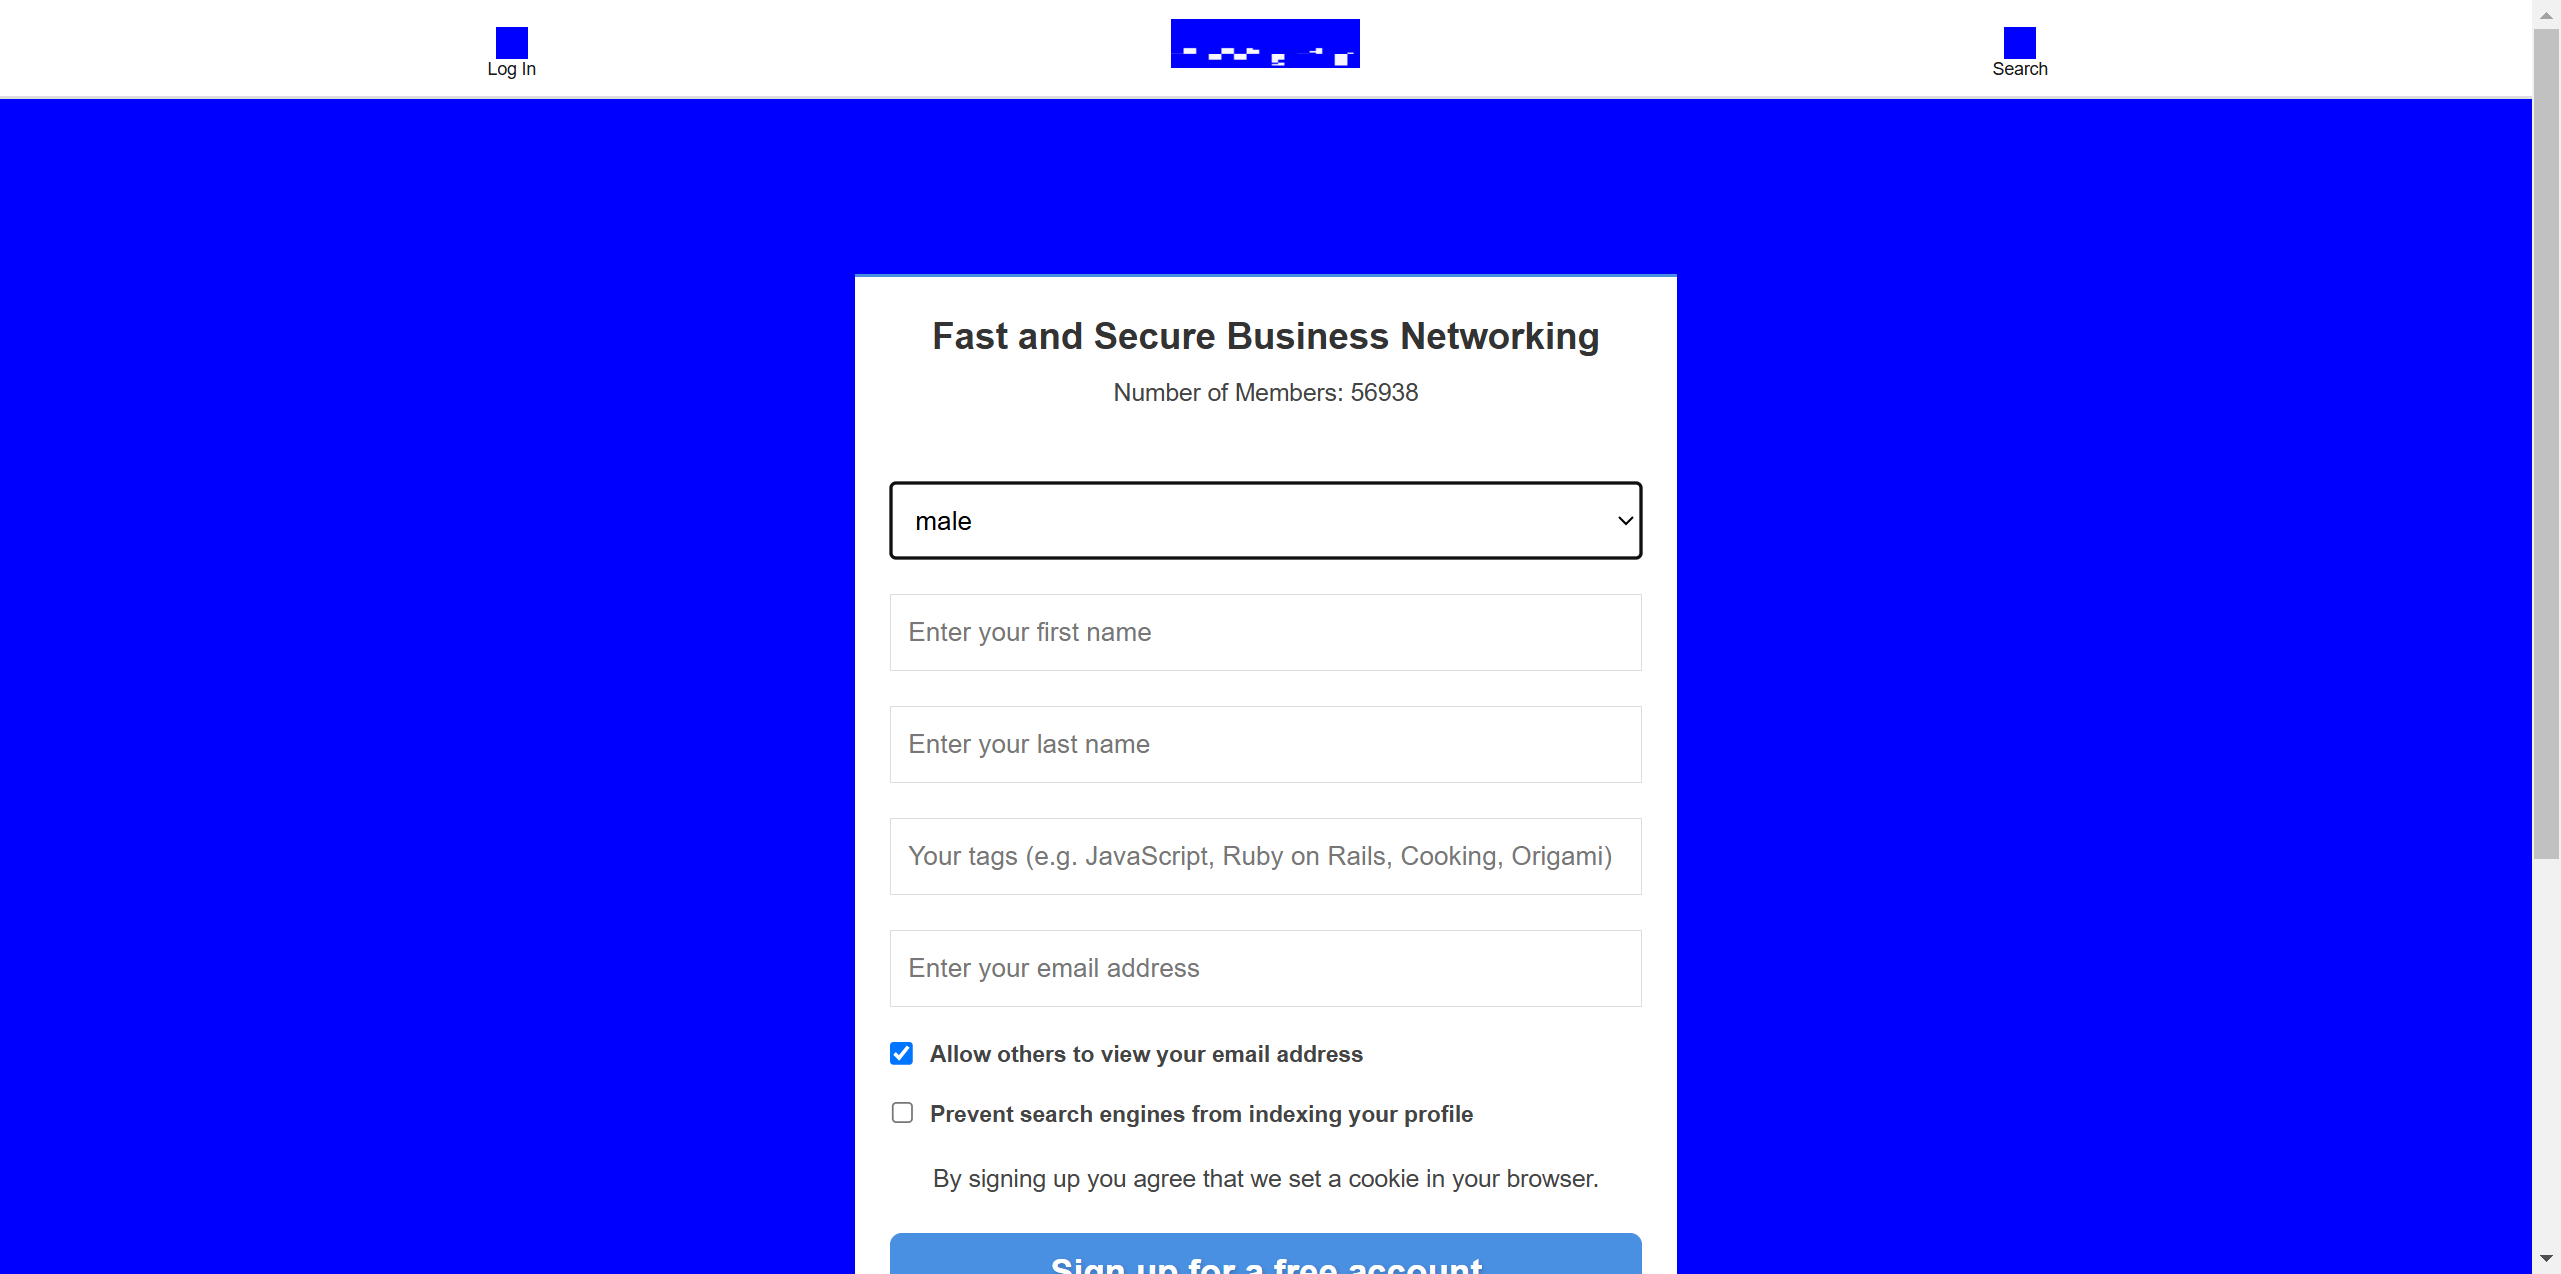 Log In
Search
Fast and Secure Business Networking
Number of Members: 56938
male
Enter your first name
Enter your last name
Your tags (e.g. JavaScript, Ruby on Rails, Cooking, Origami)
Enter your email address
Allow others to view your email address
Prevent search engines from indexing your profile
By signing up you agree that we set a cookie in your browser.
Sign up for a free account